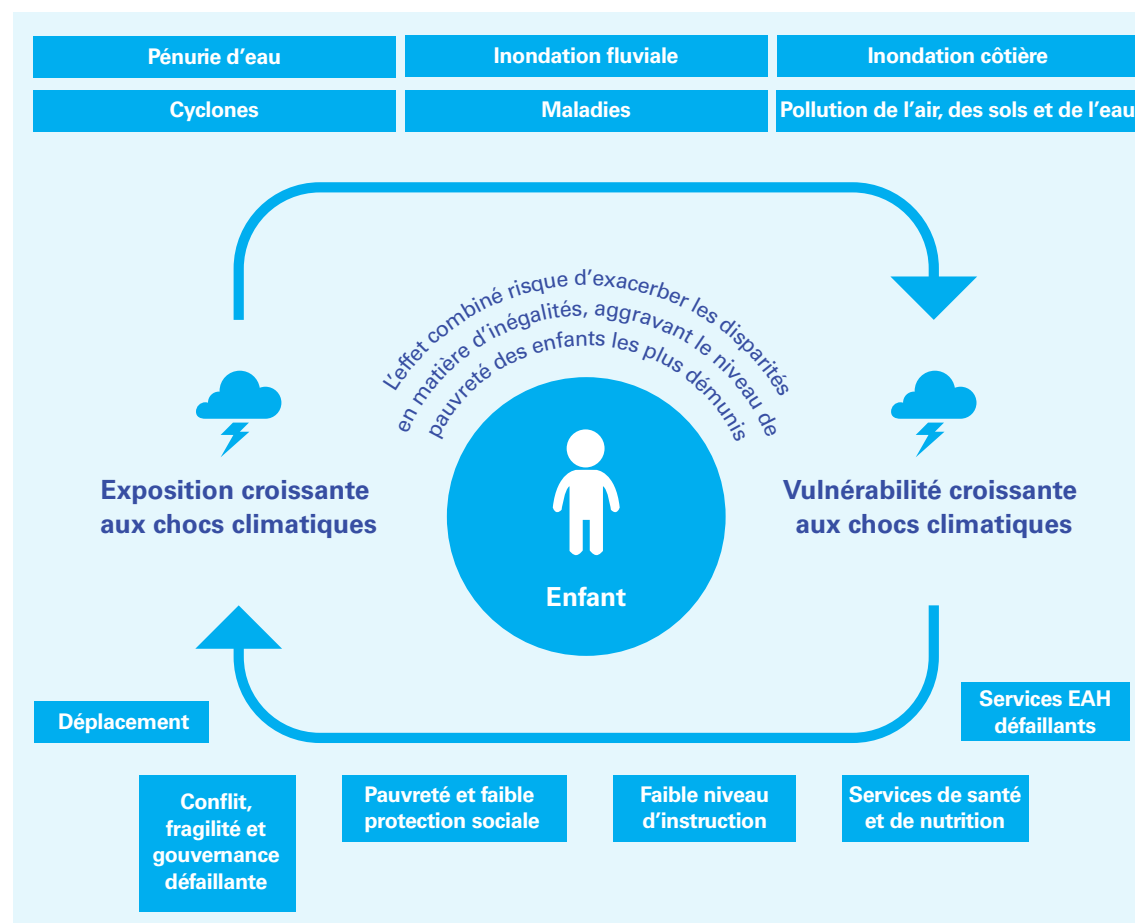 Pénurie d’eau
Inondation fluviale
Inondation côtière
Cyclones
Maladies
Pollution de l’air, des sols et de l’eau
L’effet combiné risque d’exacerber les disparités
en matière d’inégalités, aggravant le niveau de
pauvreté des enfants les plus démunis
Exposition croissante
aux chocs climatiques
Enfant
Vulnérabilité croissante
aux chocs climatiques
Déplacement
Services EAH
défaillants
Conflit,
fragilité et
gouvernance
défaillante
Pauvreté et faible
protection sociale
Faible niveau
d’instruction
Services de santé
et de nutrition